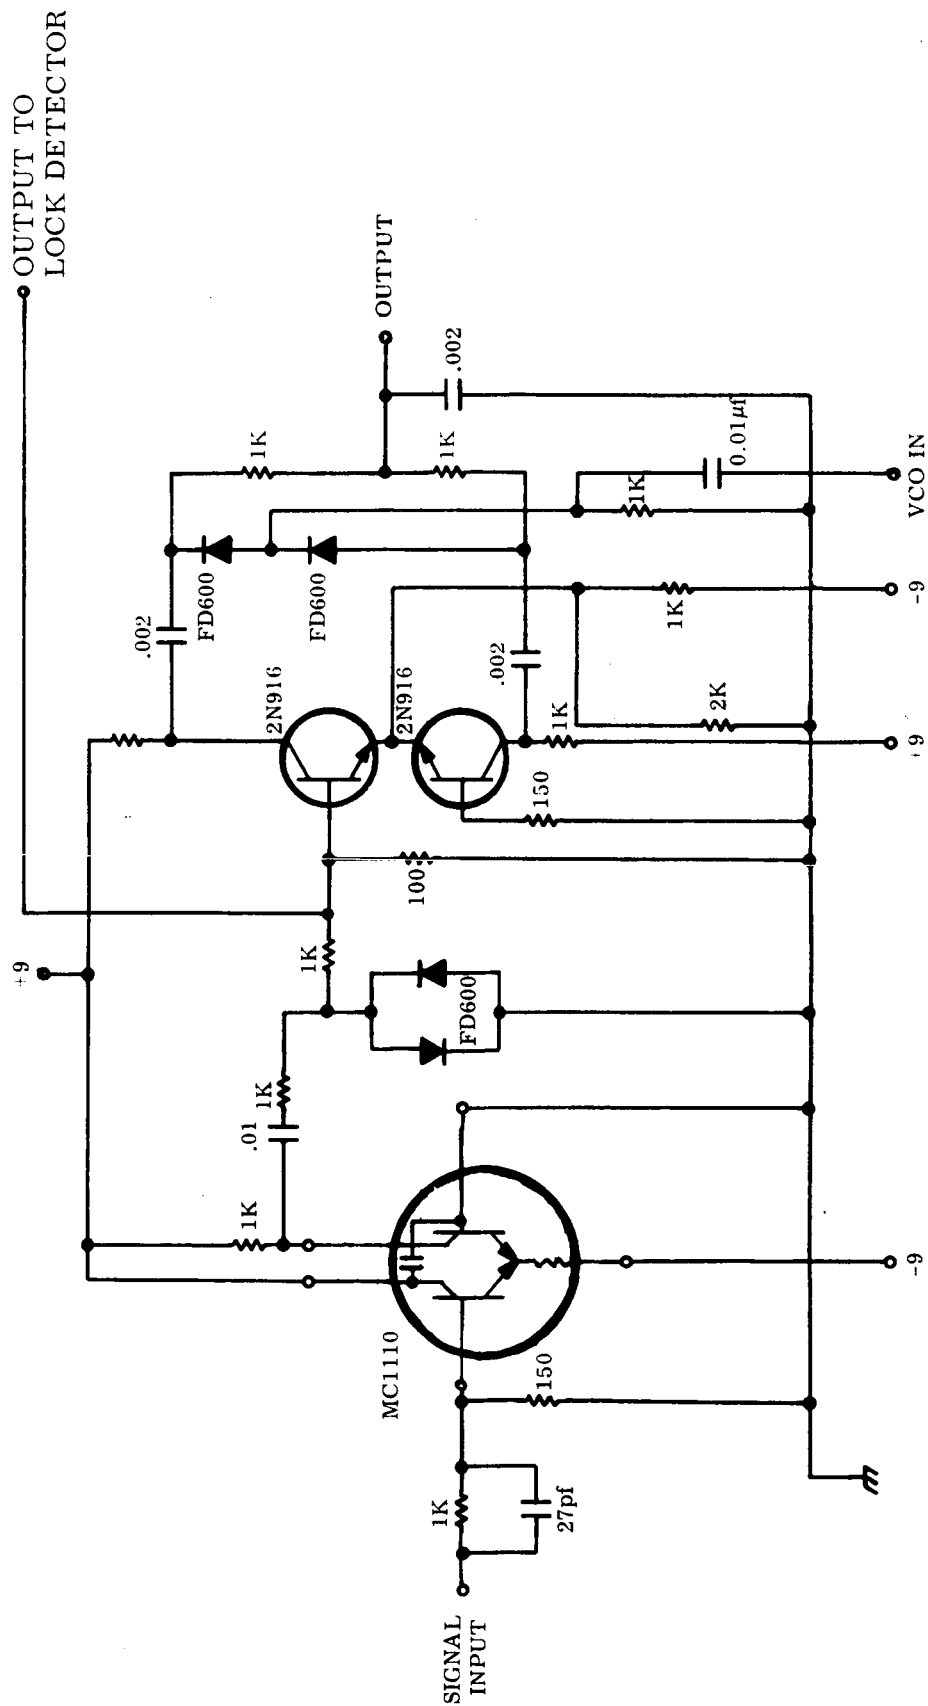 OUTPUT TO
LOCK DETECTOR
+9
OUTPUT
1K
.002
FD600
2N916
1K
.002
1K
.01
1K
1K
FD600
2N916
.002
1K
0.01µf
MC1110
FD600
100
150
1K
1K
2K
SIGNAL
INPUT
1K
27pf
150
-9
+9
-9
VCO IN